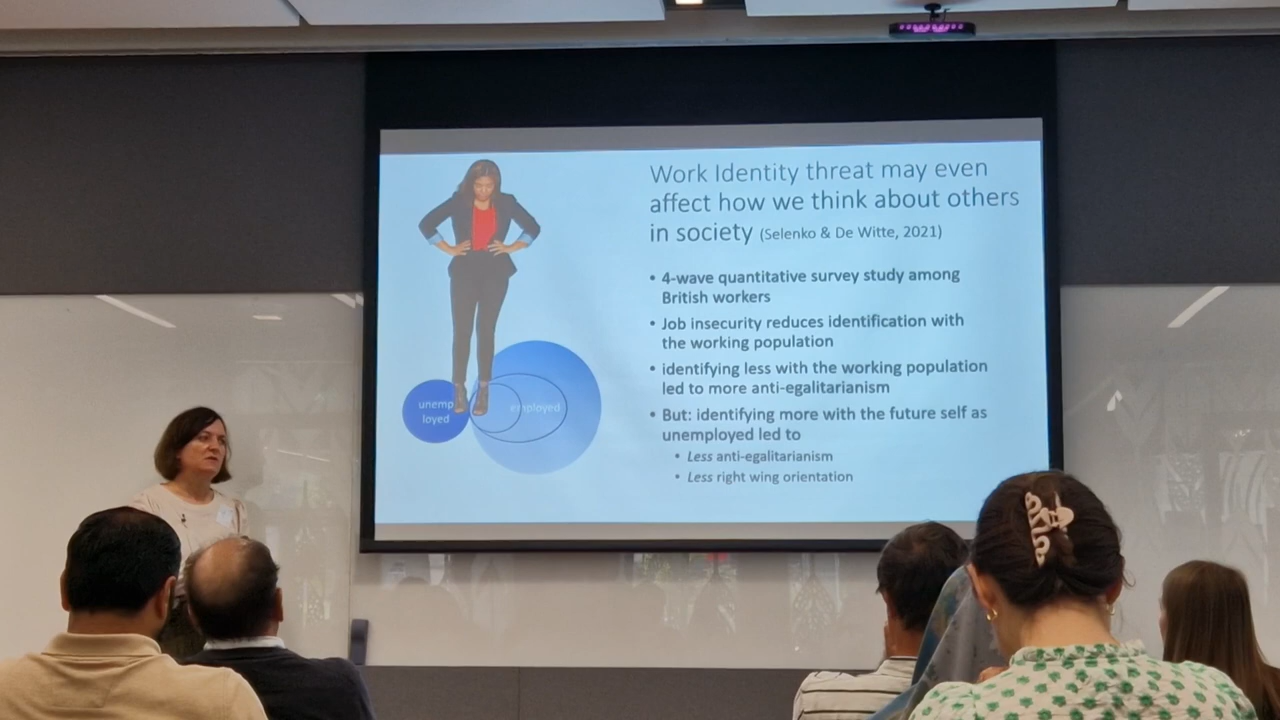 Work Identity threat may even
affect how we think about others
in society (Selenko & De Witte, 2021)
• 4-wave quantitative survey study among
British workers
• Job insecurity reduces identification with
the working population
• identifying less with the working population
led to more anti-egalitarianism
• But: identifying more with the future self as
unemployed led to
• Less anti-egalitarianism
• Less right wing orientation
unemp
loyed
employed